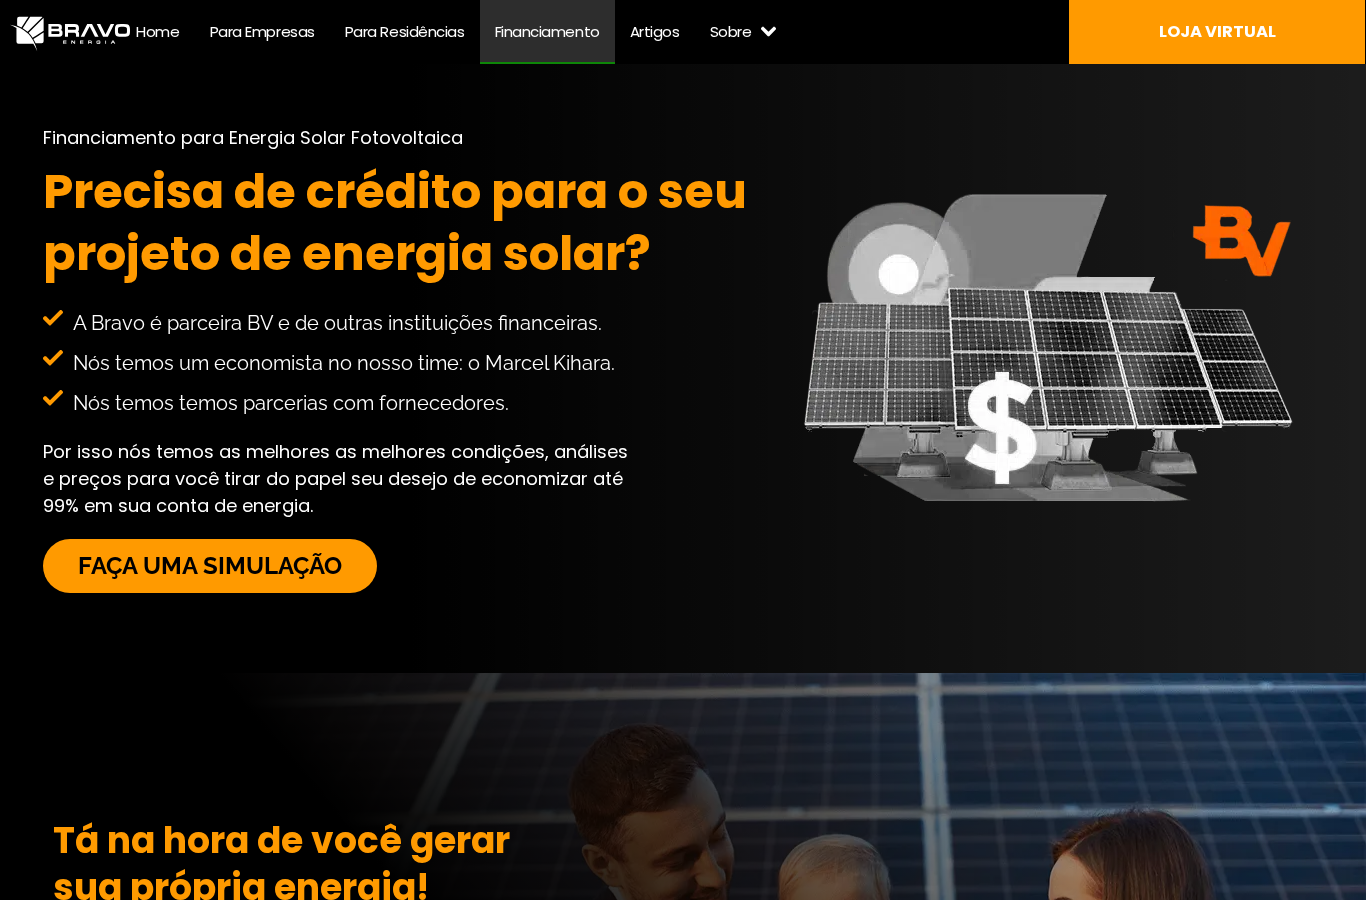 BRAVO
ENERGIA
Home
Para Empresas
Para Residências
Financiamento
Artigos
Sobre
LOJA VIRTUAL
Financiamento para Energia Solar Fotovoltaica
Precisa de crédito para o seu
projeto de energia solar?
A Bravo é parceira BV e de outras instituições financeiras.
Nós temos um economista no nosso time: o Marcel Kihara.
Nós temos temos parcerias com fornecedores.
Por isso nós temos as melhores as melhores condições, análises
e preços para você tirar do papel seu desejo de economizar até
99% em sua conta de energia.
FAÇA UMA SIMULAÇÃO
BV
$
Tá na hora de você gerar
sua própria energia!